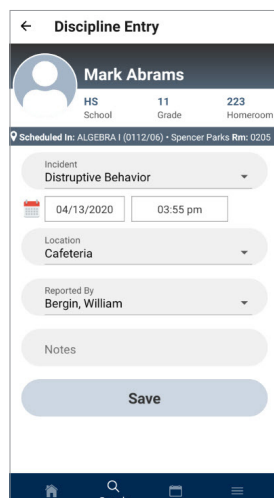 Discipline Entry
Mark Abrams
HS 11 223
School Grade Homeroom
Scheduled In: ALGEBRA I (0112/06) • Spencer Parks Rm: 0205
Incident
Distruptive Behavior
04/13/2020 03:55 pm
Location
Cafeteria
Reported By
Bergin, William
Notes
Save